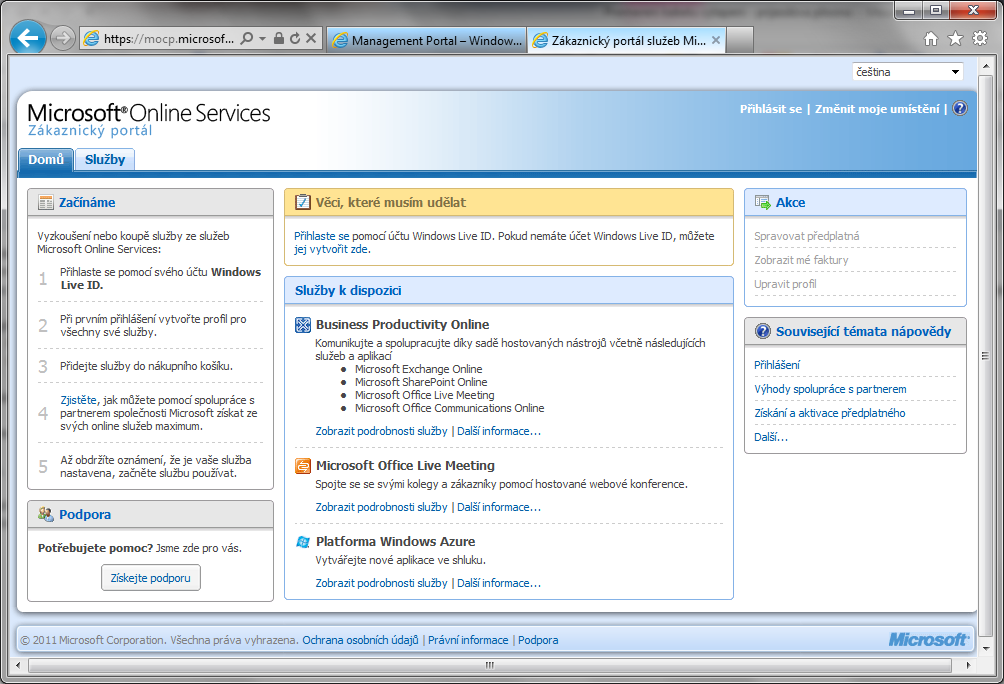 https://mocp.microsof...
Management Portal – Window...
Zákaznický portál služeb Mi...
čeština
Microsoft® Online Services
Zákaznický portál
Přihlásit se | Změnit moje umístění |
Domů
Služby
Začínáme
Vyzkoušení nebo koupě služby ze služeb
Microsoft Online Services:
1 Přihlaste se pomocí svého účtu Windows
Live ID.
2 Při prvním přihlášení vytvořte profil pro
všechny své služby.
3 Přidejte služby do nákupního košíku.
4 Zjistěte, jak můžete pomocí spolupráce s
partnerem společnosti Microsoft získat ze
svých online služeb maximum.
5 Až obdržíte oznámení, že je vaše služba
nastavena, začněte službu používat.
Podpora
Potřebujete pomoc? Jsme zde pro vás.
Získejte podporu
Věci, které musím udělat
Přihlaste se pomocí účtu Windows Live ID. Pokud nemáte účet Windows Live ID, můžete
jej vytvořit zde.
Služby k dispozici
Business Productivity Online
Komunikujte a spolupracujte díky sadě hostovaných nástrojů včetně následujících
služeb a aplikací
• Microsoft Exchange Online
• Microsoft SharePoint Online
• Microsoft Office Live Meeting
• Microsoft Office Communications Online
Zobrazit podrobnosti služby | Další informace...
Microsoft Office Live Meeting
Spojte se se svými kolegy a zákazníky pomocí hostované webové konference.
Zobrazit podrobnosti služby | Další informace...
Platforma Windows Azure
Vytvářejte nové aplikace ve shluku.
Zobrazit podrobnosti služby | Další informace...
Akce
Spravovat předplatná
Zobrazit mé faktury
Upravit profil
Související témata nápovědy
Přihlášení
Výhody spolupráce s partnerem
Získání a aktivace předplatného
Další...
© 2011 Microsoft Corporation. Všechna práva vyhrazena. Ochrana osobních údajů | Právní informace | Podpora
Microsoft®